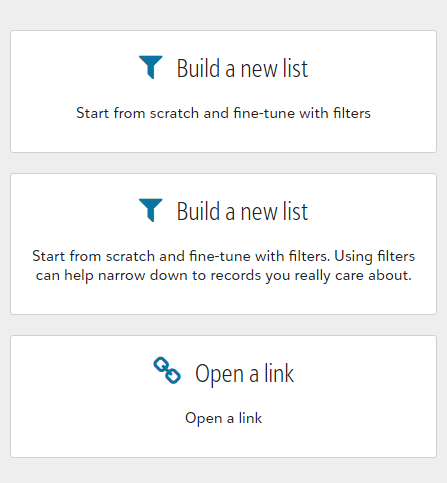 Build a new list
Start from scratch and fine-tune with filters
Build a new list
Start from scratch and fine-tune with filters. Using filters
can help narrow down to records you really care about.
Open a link
Open a link